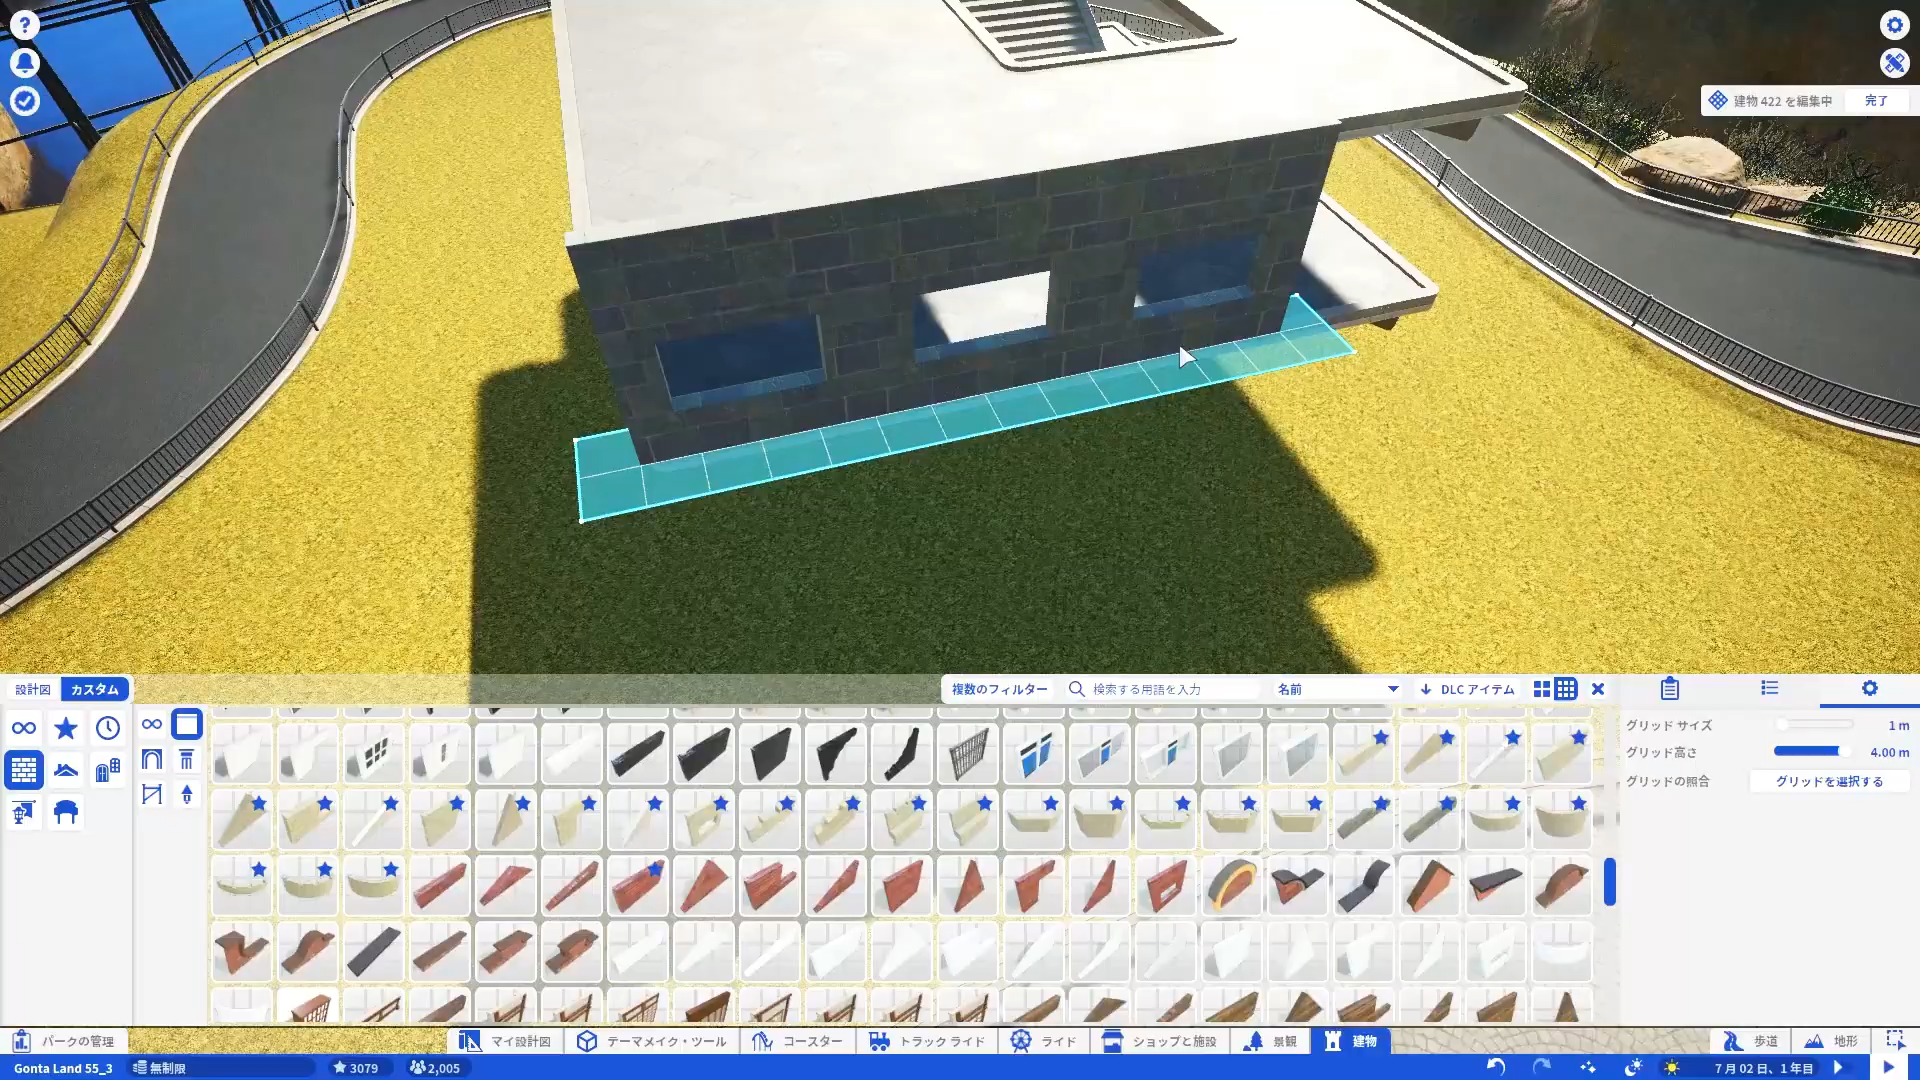 ?
建物 422 を編集中
完了
設計図
カスタム
複数のフィルター
検索する用語を入力
名前
DLC アイテム
グリッド サイズ
1 m
グリッド高さ
4.00 m
グリッドの照合
グリッドを選択する
パークの管理
マイ設計図
テーマメイク・ツール
コースター
トラック ライド
ライド
ショップと施設
景観
建物
歩道
地形
Gonta Land 55_3
無制限
3079
2,005
7 月 02 日、1 年目